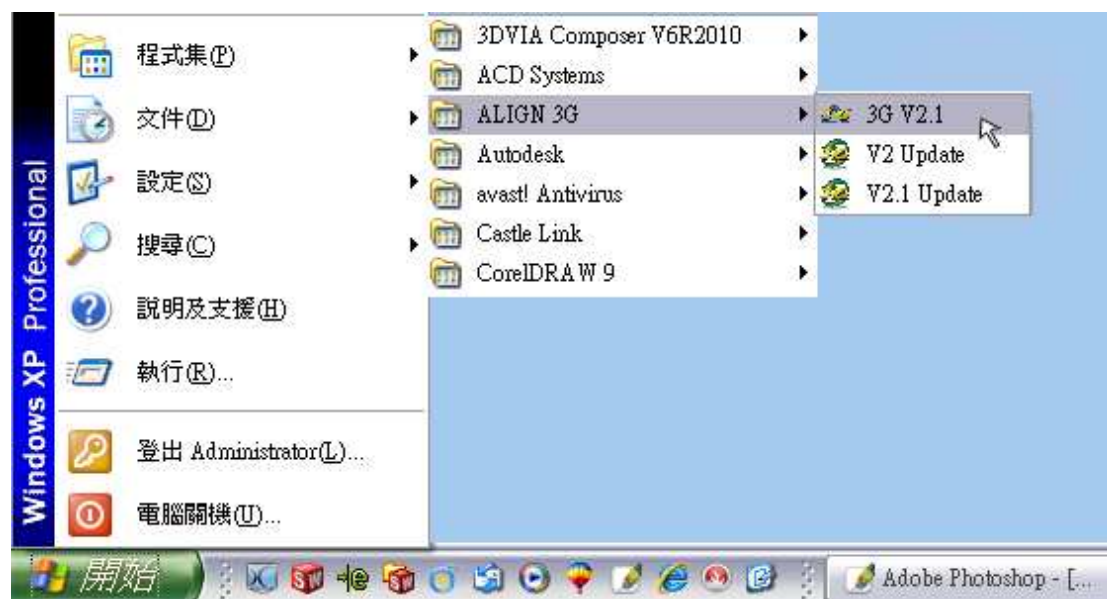 Windows XP Professional
程式集(P)
文件(D)
設定(S)
搜尋(C)
說明及支援(H)
執行(R)...
登出 Administrator(L)...
電腦關機(U)...
3DVIA Composer V6R2010
ACD Systems
ALIGN 3G
Autodesk
avast! Antivirus
Castle Link
CorelDRAW 9
3G V2.1
V2 Update
V2.1 Update
開始
Adobe Photoshop - [...